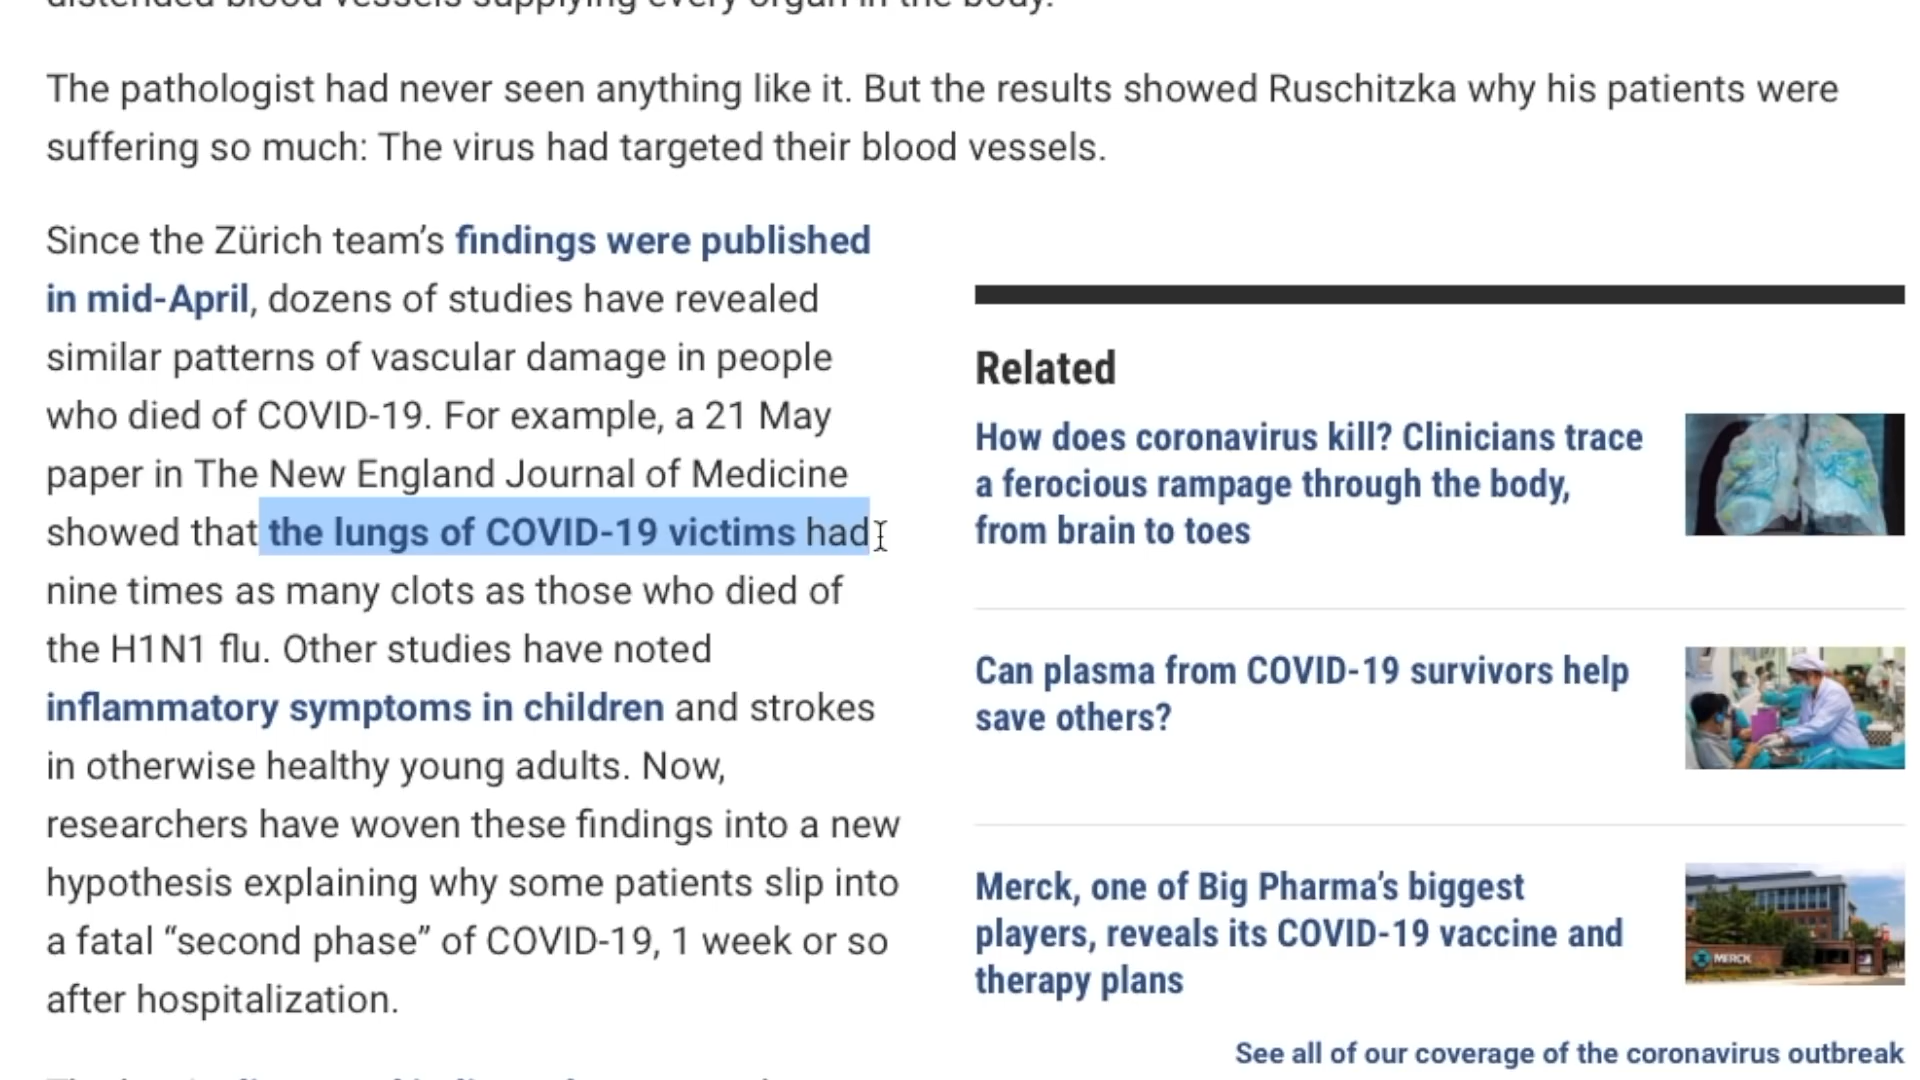 distended blood vessels supplying every organ in the body.
The pathologist had never seen anything like it. But the results showed Ruschitzka why his patients were
suffering so much: The virus had targeted their blood vessels.
Since the Zürich team’s findings were published
in mid-April, dozens of studies have revealed
similar patterns of vascular damage in people
who died of COVID-19. For example, a 21 May
paper in The New England Journal of Medicine
showed that the lungs of COVID-19 victims had
nine times as many clots as those who died of
the H1N1 flu. Other studies have noted
inflammatory symptoms in children and strokes
in otherwise healthy young adults. Now,
researchers have woven these findings into a new
hypothesis explaining why some patients slip into
a fatal “second phase” of COVID-19, 1 week or so
after hospitalization.
Related
How does coronavirus kill? Clinicians trace
a ferocious rampage through the body,
from brain to toes
Can plasma from COVID-19 survivors help
save others?
Merck, one of Big Pharma’s biggest
players, reveals its COVID-19 vaccine and
therapy plans
MERCK
See all of our coverage of the coronavirus outbreak